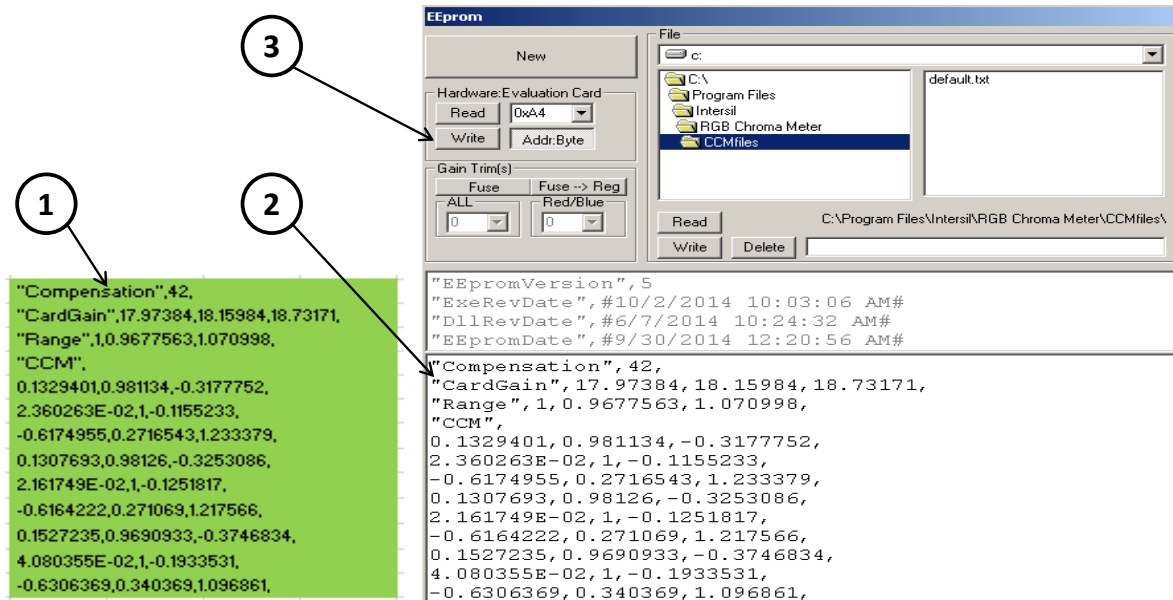 1
"Compensation",42,
"CardGain",17.97384,18.15984,18.73171,
"Range",1,0.9677563,1.070998,
"CCM",
0.1329401,0.981134,-0.3177752,
2.360263E-02,1,-0.1155233,
-0.6174955,0.2716543,1.233379,
0.1307693,0.98126,-0.3253086,
2.161749E-02,1,-0.1251817,
-0.6164222,0.271069,1.217566,
0.1527235,0.9690933,-0.3746834,
4.080355E-02,1,-0.1933531,
-0.6306369,0.340369,1.096861,
2
3
EEprom
New
Hardware:Evaluation Card
Read 0xA4
Write Addr:Byte
Gain Trim(s)
Fuse Fuse --> Reg
ALL Red/Blue
0 0
File
c:
C:\
Program Files
Intersil
RGB Chroma Meter
CCMfiles
default.txt
Read C:\Program Files\Intersil\RGB Chroma Meter\CCMfiles\
Write Delete
"EEpromVersion",5
"ExeRevDate",#10/2/2014 10:03:06 AM#
"DllRevDate",#6/7/2014 10:24:32 AM#
"EEpromDate",#9/30/2014 12:20:56 AM#
"Compensation",42,
"CardGain",17.97384,18.15984,18.73171,
"Range",1,0.9677563,1.070998,
"CCM",
0.1329401,0.981134,-0.3177752,
2.360263E-02,1,-0.1155233,
-0.6174955,0.2716543,1.233379,
0.1307693,0.98126,-0.3253086,
2.161749E-02,1,-0.1251817,
-0.6164222,0.271069,1.217566,
0.1527235,0.9690933,-0.3746834,
4.080355E-02,1,-0.1933531,
-0.6306369,0.340369,1.096861,